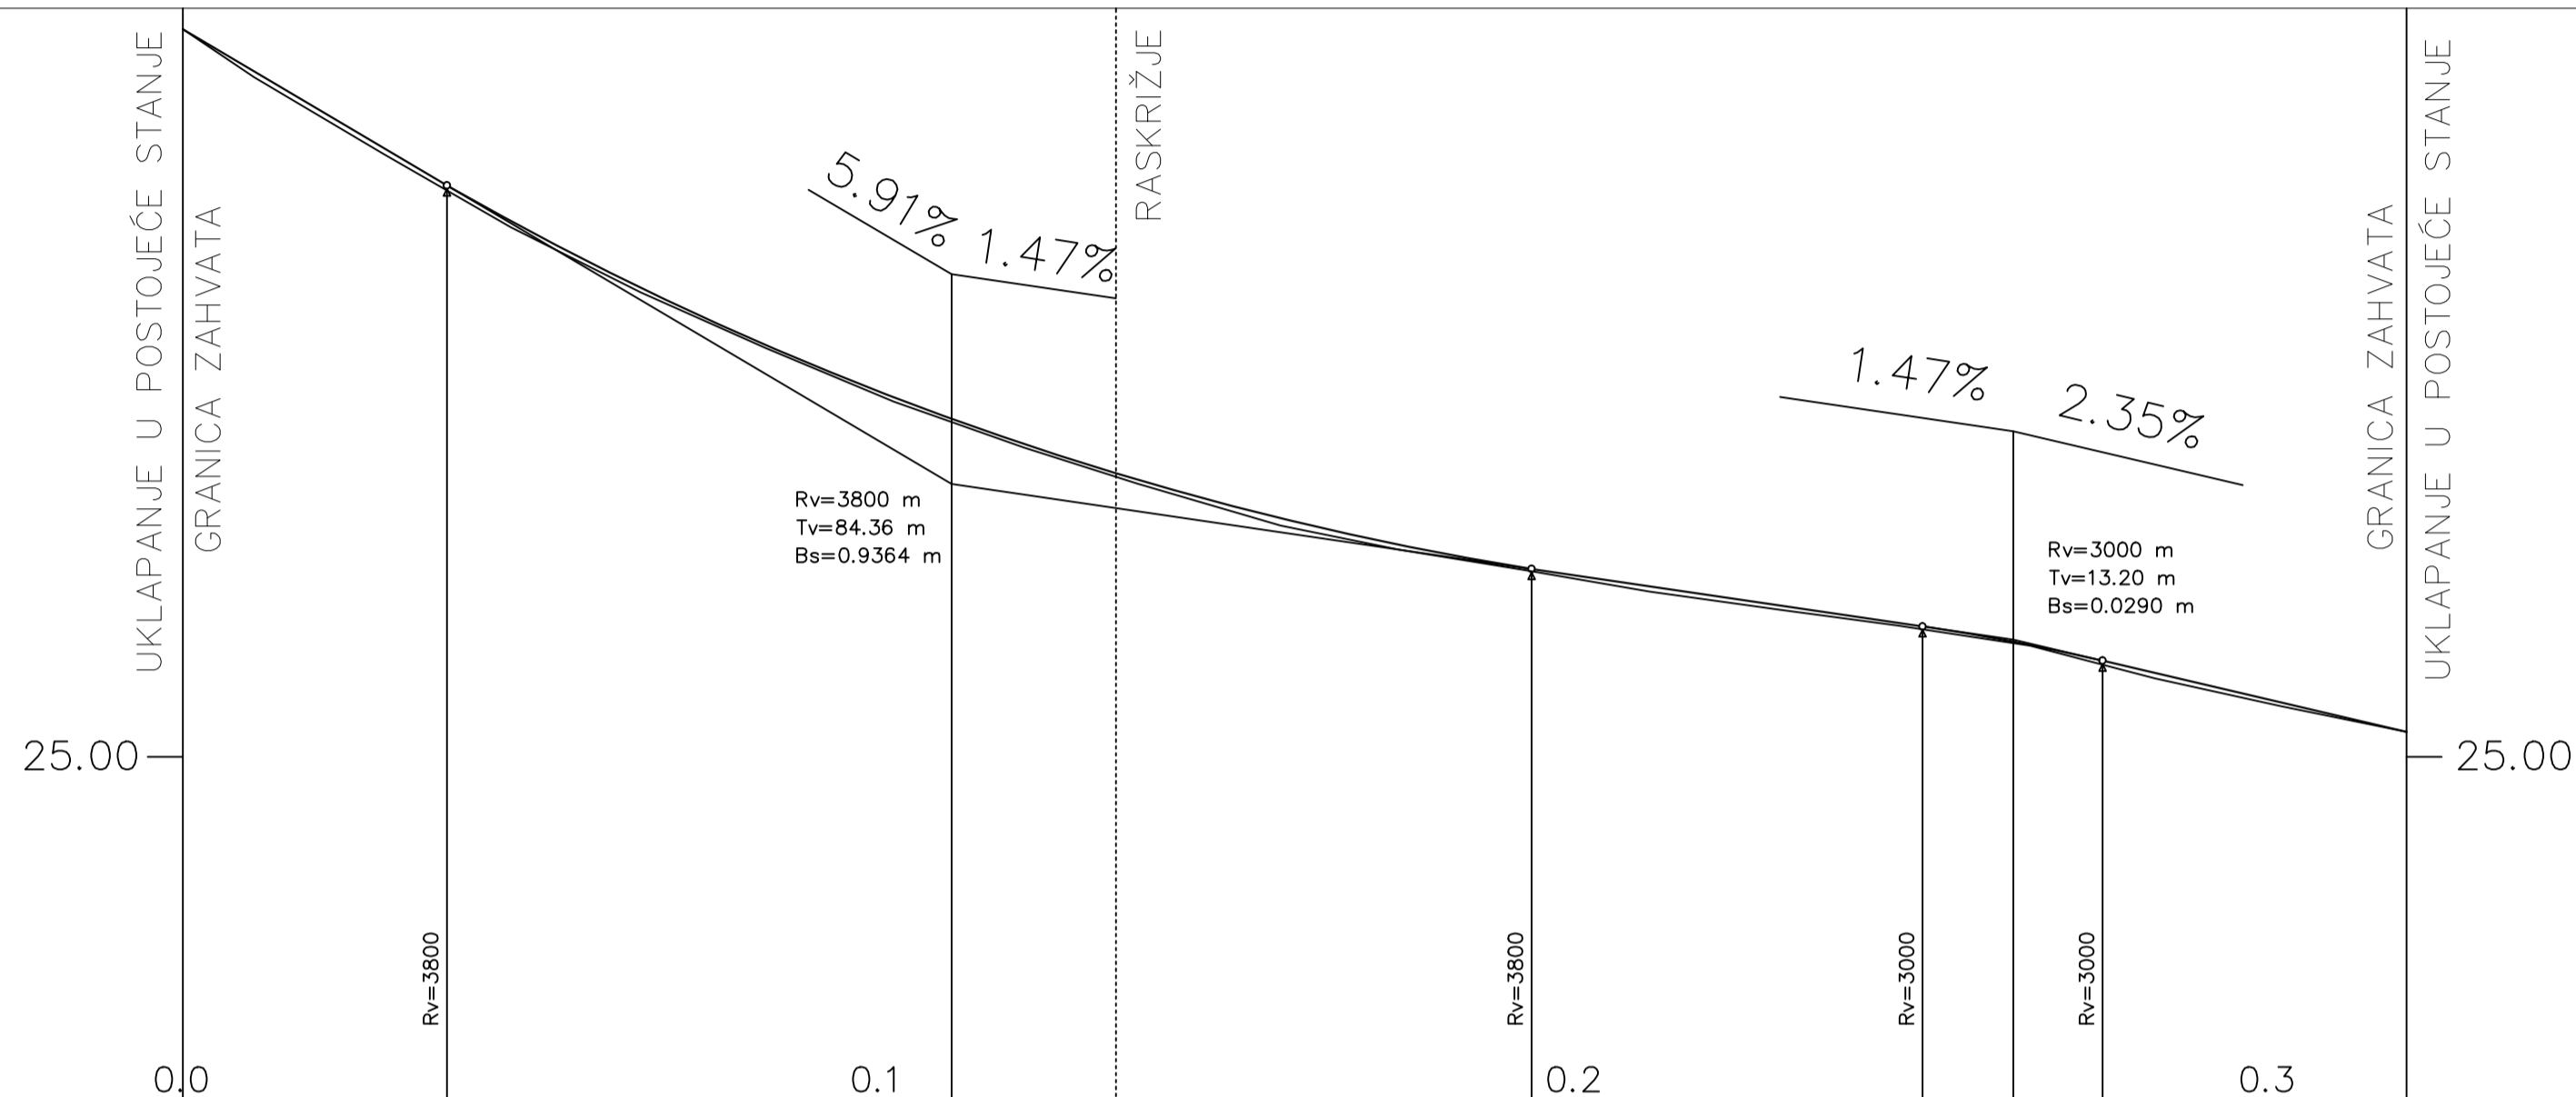 UKLAPANJE U POSTOJEĆE STANJE
GRANICA ZAHVATA
5.91%
1.47%
RASKRIŽJE
Rv=3800 m
Tv=84.36 m
Bs=0.9364 m
1.47%
2.35%
Rv=3000 m
Tv=13.20 m
Bs=0.0290 m
GRANICA ZAHVATA
UKLAPANJE U POSTOJEĆE STANJE
25.00
25.00
Rv=3800
Rv=3800
Rv=3000
Rv=3000
0.0
0.1
0.2
0.3